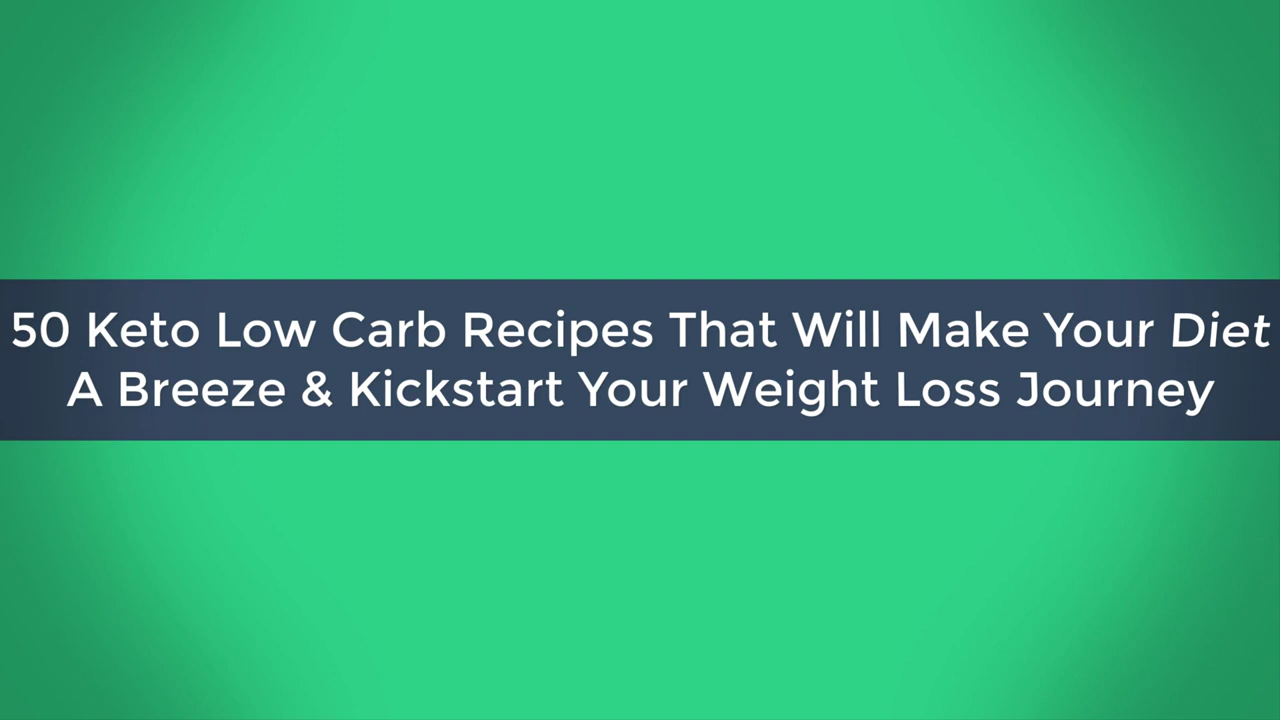 50 Keto Low Carb Recipes That Will Make Your Diet
A Breeze & Kickstart Your Weight Loss Journey